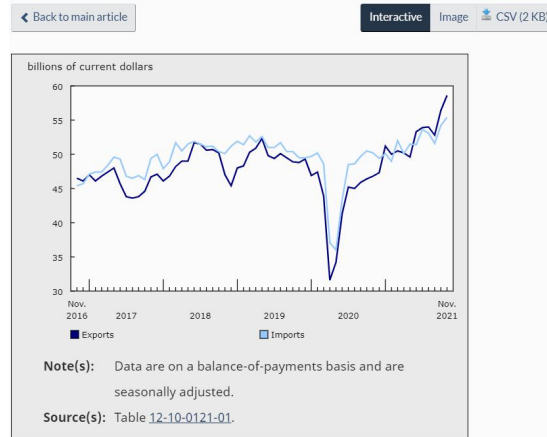 Back to main article
Interactive Image CSV (2 KB)
billions of current dollars
60
55
50
45
40
35
30
Nov. Nov.
2016 2017 2018 2019 2020 2021
Exports Imports
Note(s): Data are on a balance-of-payments basis and are
seasonally adjusted.
Source(s): Table 12-10-0121-01.